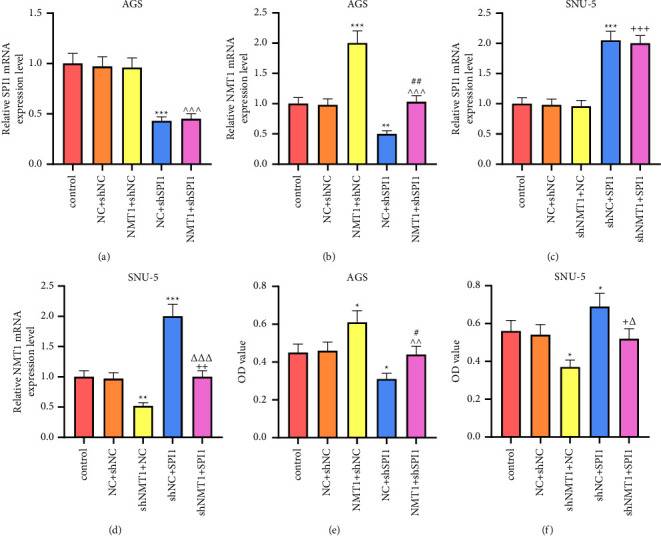 AGS
Relative SPI1 mRNA
expression level
1.5
1.0
0.5
0.0
***
^^^
control
NC+shNC
NMT1+shNC
NC+shSPI1
NMT1+shSPI1
(a)
AGS
Relative NMT1 mRNA
expression level
2.5
2.0
1.5
1.0
0.5
0.0
***
**
##
^^^
control
NC+shNC
NMT1+shNC
NC+shSPI1
NMT1+shSPI1
(b)
SNU-5
Relative SPI1 mRNA
expression level
2.5
2.0
1.5
1.0
0.5
0.0
***
+++
control
NC+shNC
shNMT1+NC
shNC+SPI1
shNMT1+SPI1
(c)
SNU-5
Relative NMT1 mRNA
expression level
2.5
2.0
1.5
1.0
0.5
0.0
**
***
ΔΔΔ
++
control
NC+shNC
shNMT1+NC
shNC+SPI1
shNMT1+SPI1
(d)
AGS
OD value
0.8
0.6
0.4
0.2
0.0
*
*
#
^^
control
NC+shNC
NMT1+shNC
NC+shSPI1
NMT1+shSPI1
(e)
SNU-5
OD value
0.8
0.6
0.4
0.2
0.0
*
*
+Δ
control
NC+shNC
shNMT1+NC
shNC+SPI1
shNMT1+SPI1
(f)